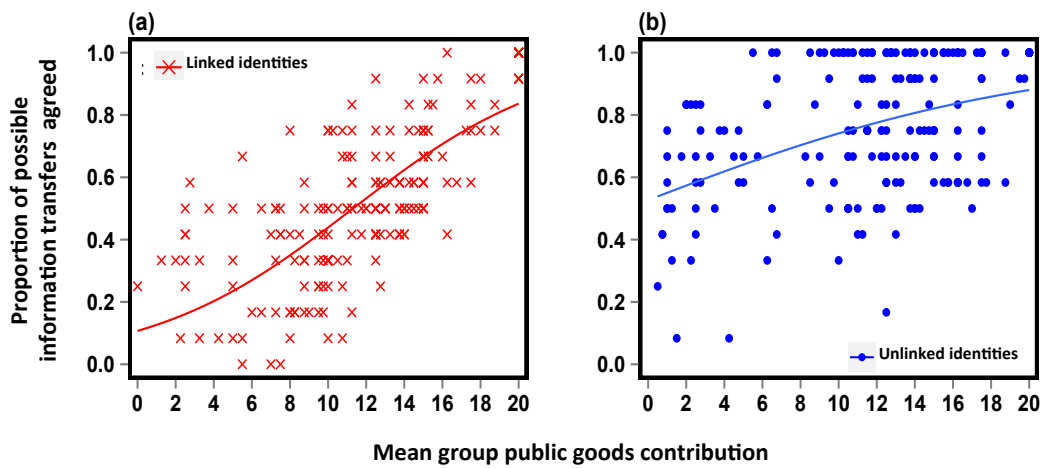 (a)
(b)
Proportion of possible
information transfers agreed
1.0
0.8
0.6
0.4
0.2
0.0
Linked identities
0 2 4 6 8 10 12 14 16 18 20
1.0
0.8
0.6
0.4
0.2
0.0
Unlinked identities
0 2 4 6 8 10 12 14 16 18 20
Mean group public goods contribution